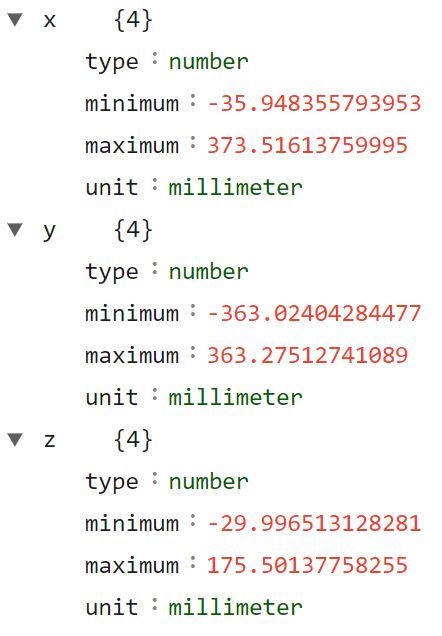 ▼ x {4}
type : number
minimum : -35.948355793953
maximum : 373.51613759995
unit : millimeter
▼ y {4}
type : number
minimum : -363.02404284477
maximum : 363.27512741089
unit : millimeter
▼ z {4}
type : number
minimum : -29.996513128281
maximum : 175.50137758255
unit : millimeter